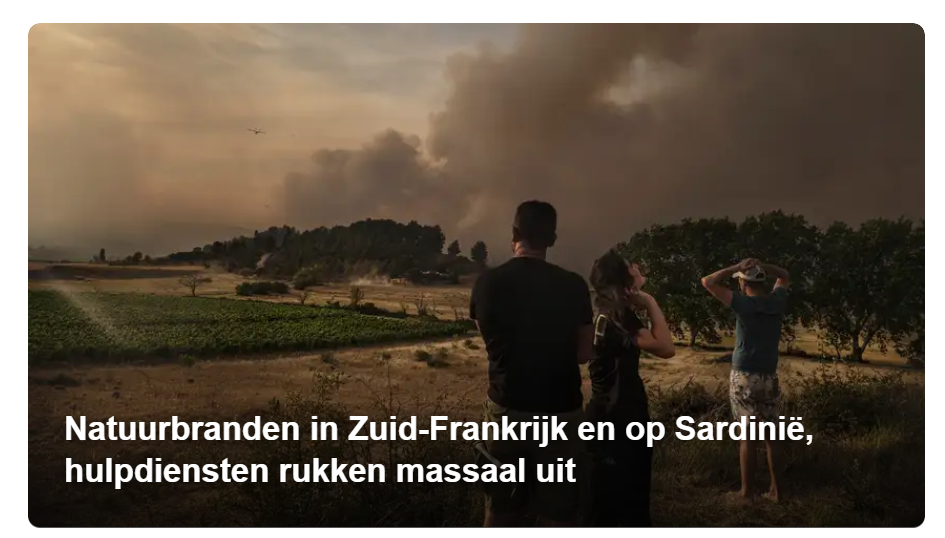 Natuurbranden in Zuid-Frankrijk en op Sardinië,
hulpdiensten rukken massaal uit